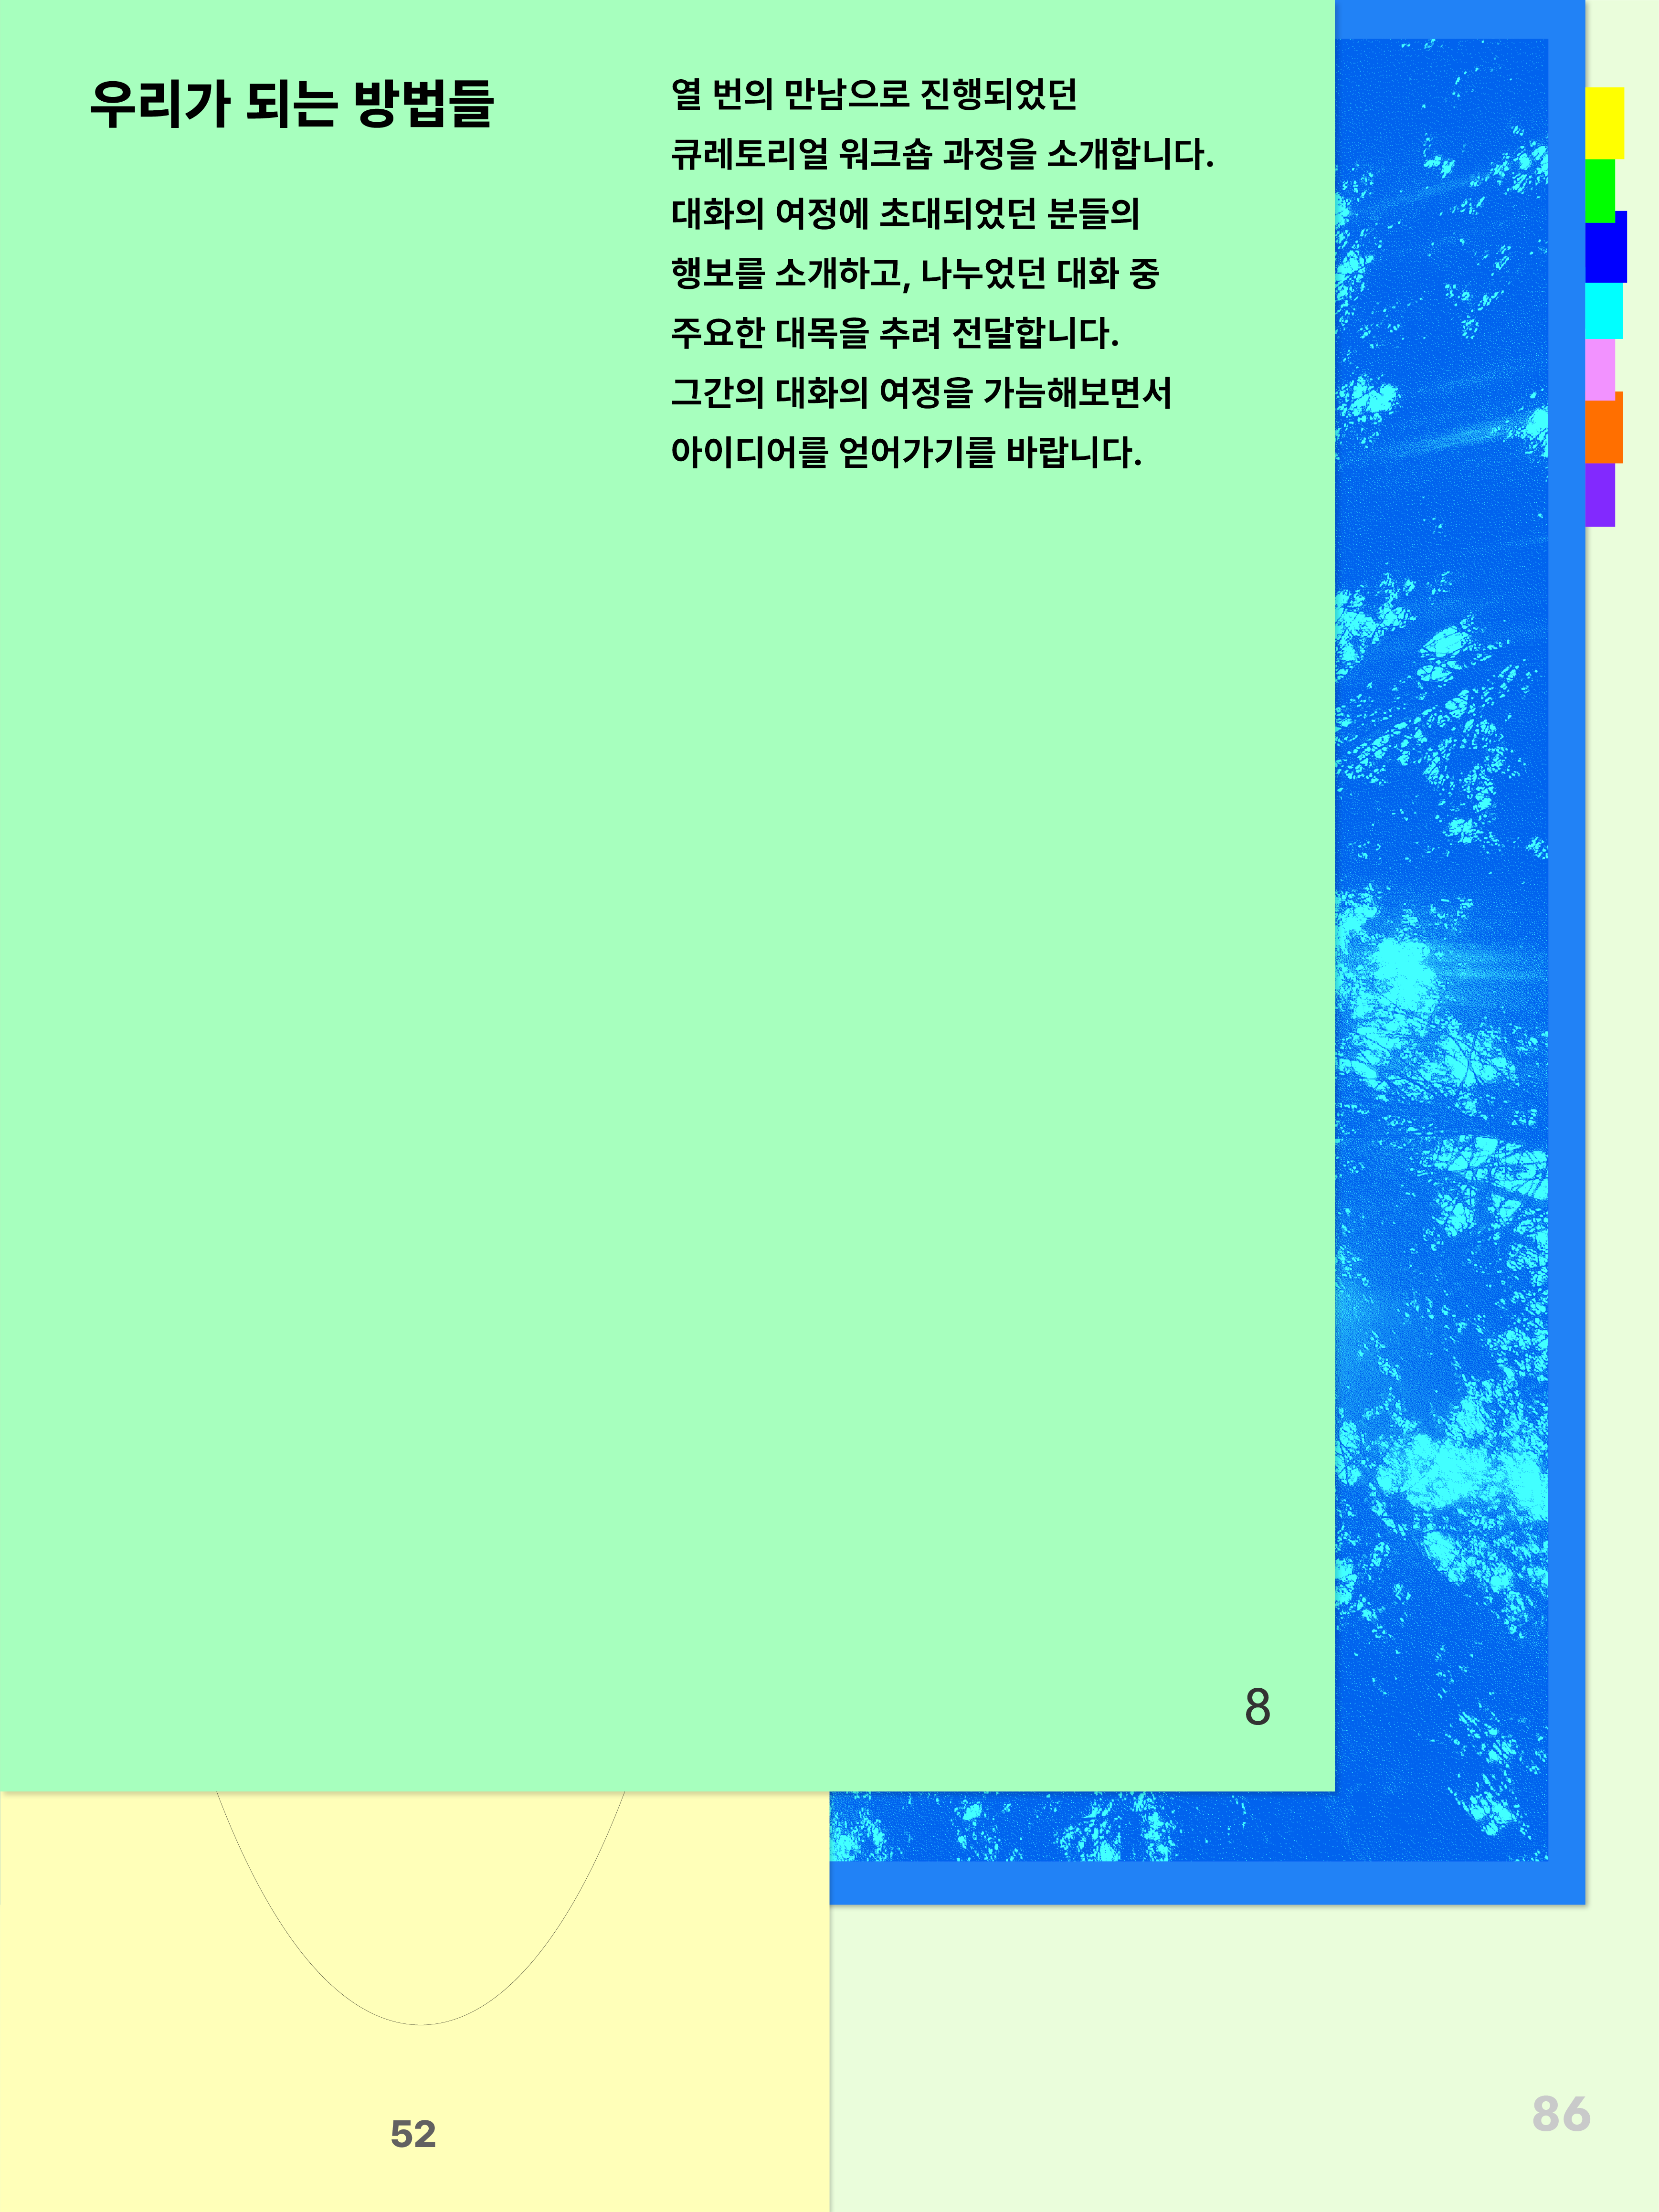 우리가 되는 방법들
열 번의 만남으로 진행되었던
큐레토리얼 워크숍 과정을 소개합니다.
대화의 여정에 초대되었던 분들의
행보를 소개하고, 나누었던 대화 중
주요한 대목을 추려 전달합니다.
그간의 대화의 여정을 가늠해보면서
아이디어를 얻어가기를 바랍니다.
8
52
86